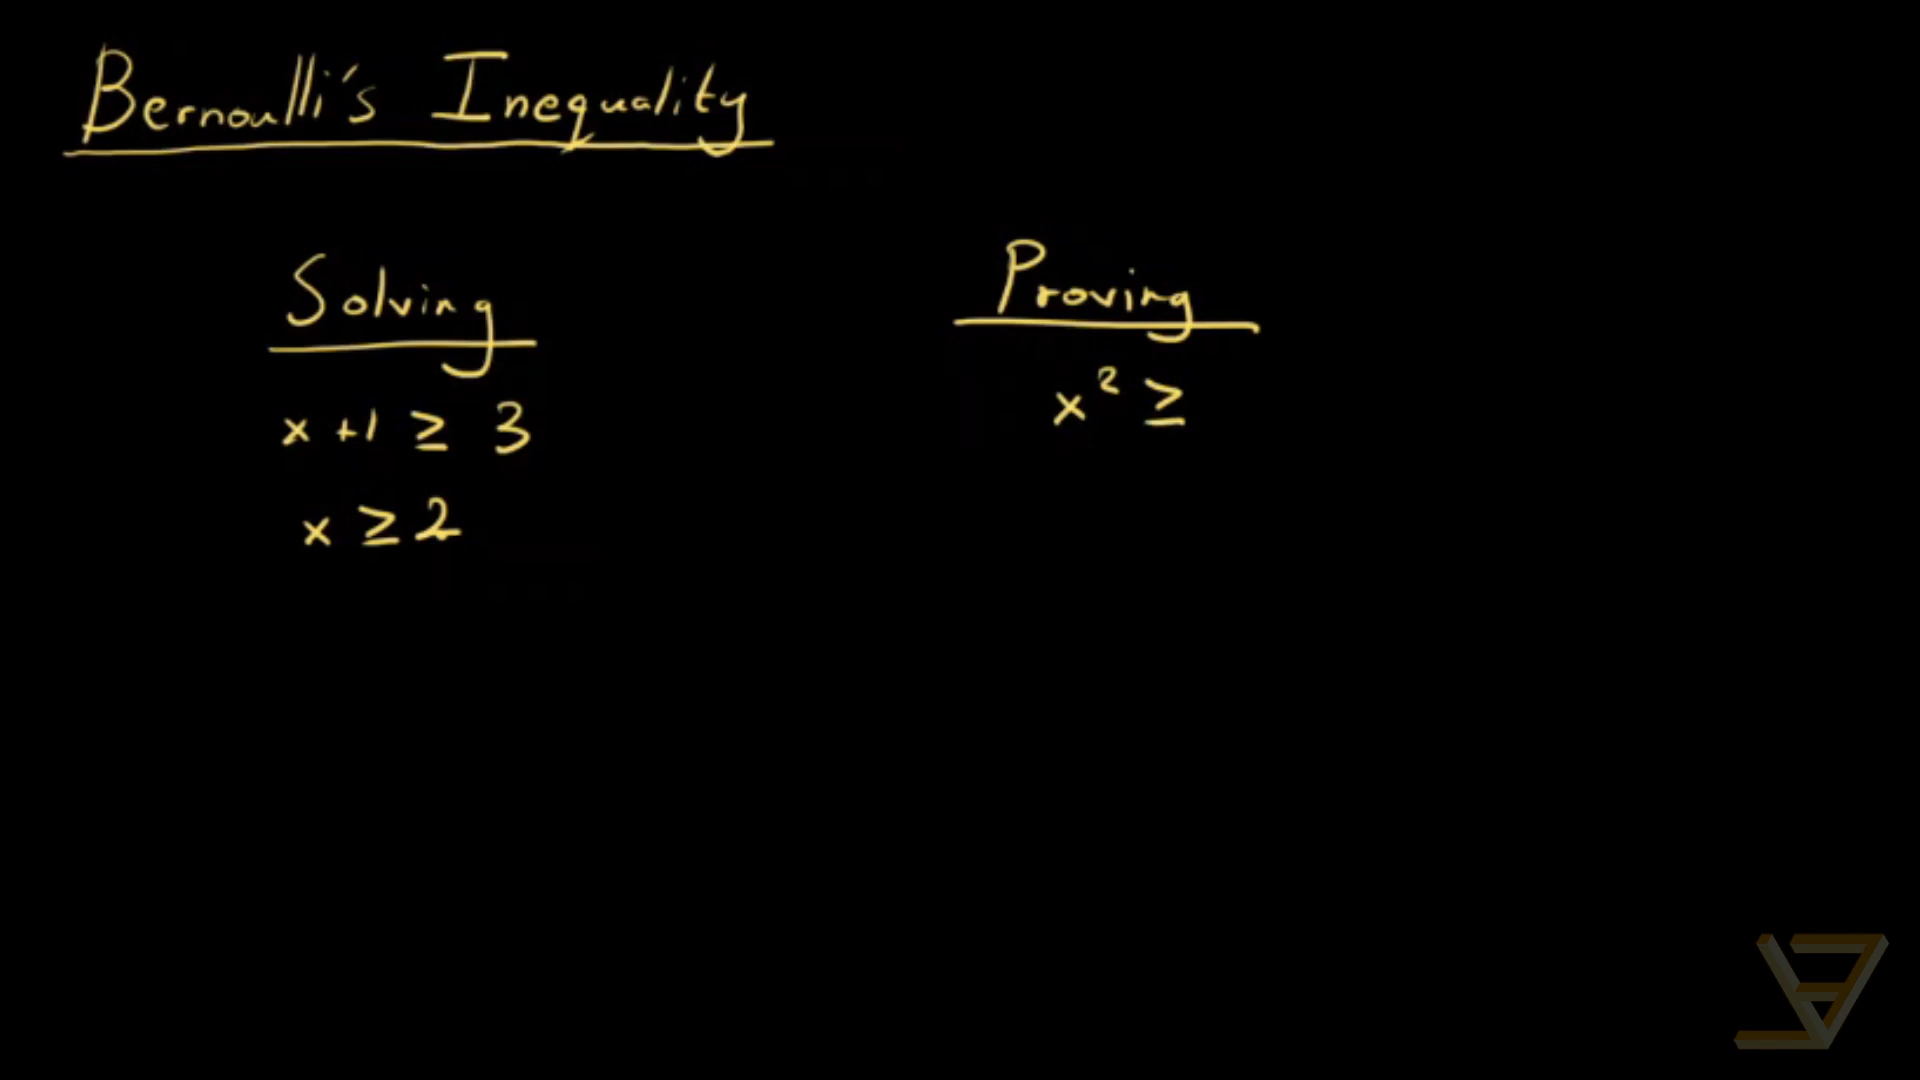 Bernoulli's Inequality
Solving
x + 1 ≥ 3
x ≥ 2
Proving
x² ≥